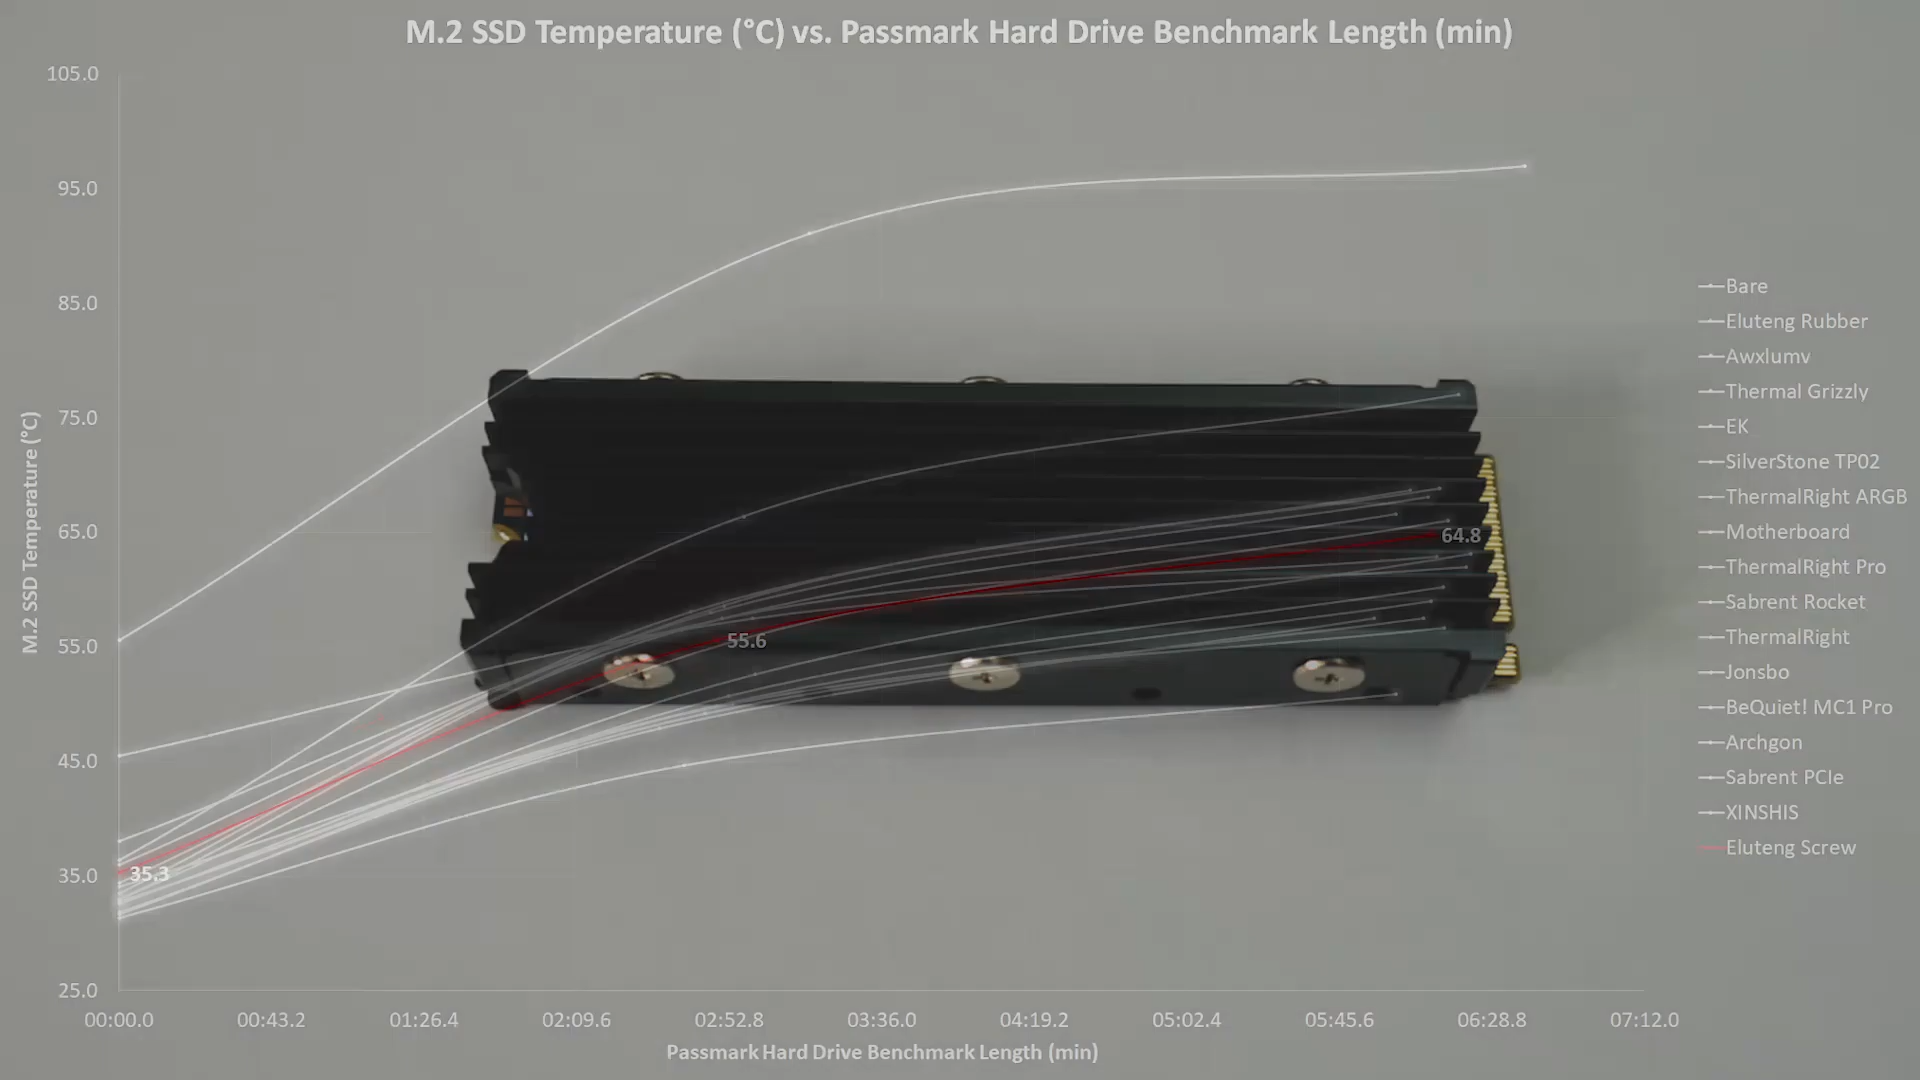 M.2 SSD Temperature (°C) vs. Passmark Hard Drive Benchmark Length (min)
105.0
95.0
85.0
75.0
65.0
55.0
45.0
35.0
25.0
M.2 SSD Temperature (°C)
64.8
55.6
35.3
Bare
Eluteng Rubber
Awxlumv
Thermal Grizzly
EK
SilverStone TP02
ThermalRight ARGB
Motherboard
ThermalRight Pro
Sabrent Rocket
ThermalRight
Jonsbo
BeQuiet! MC1 Pro
Archgon
Sabrent PCIe
XINSHIS
Eluteng Screw
00:00.0 00:43.2 01:26.4 02:09.6 02:52.8 03:36.0 04:19.2 05:02.4 05:45.6 06:28.8 07:12.0
Passmark Hard Drive Benchmark Length (min)